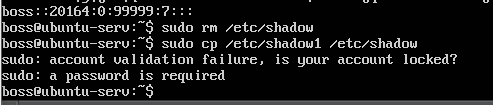 boss::20164:0:99999:7:::
boss@ubuntu-serv:~$ sudo rm /etc/shadow
boss@ubuntu-serv:~$ sudo cp /etc/shadow1 /etc/shadow
sudo: account validation failure, is your account locked?
sudo: a password is required
boss@ubuntu-serv:~$